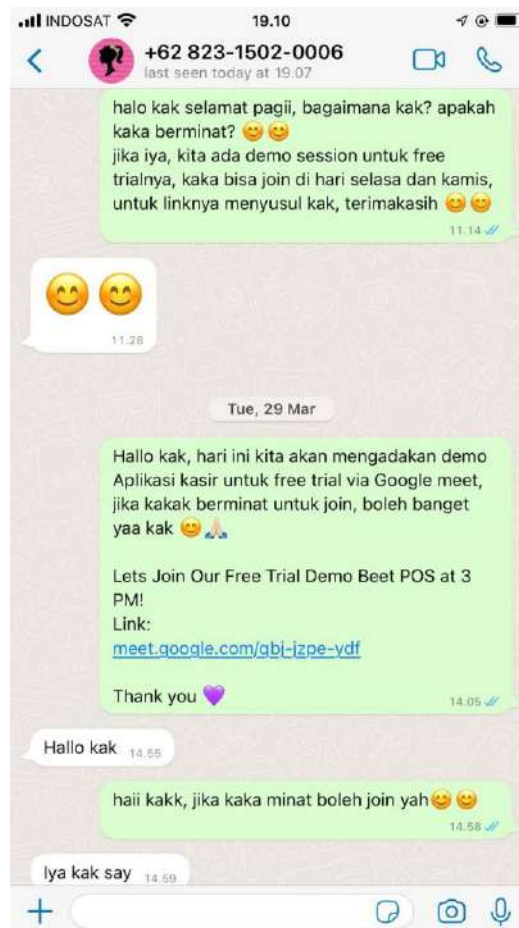 INDOSAT
19.10
+62 823-1502-0006
last seen today at 19.07
halo kak selamat pagii, bagaimana kak? apakah
kaka berminat? 😊😊
jika iya, kita ada demo session untuk free
trialnya, kaka bisa join di hari selasa dan kamis,
untuk linknya menyusul kak, terimakasih 😊😊
11.14
😊😊
11.28
Tue, 29 Mar
Hallo kak, hari ini kita akan mengadakan demo
Aplikasi kasir untuk free trial via Google meet,
jika kakak berminat untuk join, boleh banget
yaa kak 😊🙏🏻
Lets Join Our Free Trial Demo Beet POS at 3
PM!
Link:
meet.google.com/qbj-jzpe-ydf
Thank you 💜
14.05
Hallo kak 14.55
haii kakk, jika kaka minat boleh join yah😊😊
14.58
Iya kak say 14.59